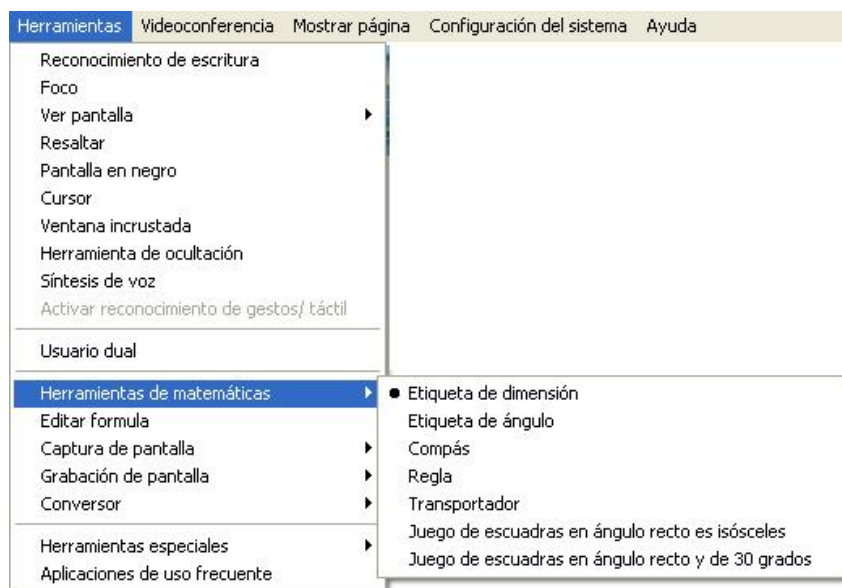 Herramientas Videoconferencia Mostrar página Configuración del sistema Ayuda
Reconocimiento de escritura
Foco
Ver pantalla
Resaltar
Pantalla en negro
Cursor
Ventana incrustada
Herramienta de ocultación
Síntesis de voz
Activar reconocimiento de gestos/ táctil
Usuario dual
Herramientas de matemáticas
Editar formula
Captura de pantalla
Grabación de pantalla
Conversor
Herramientas especiales
Aplicaciones de uso frecuente
Etiqueta de dimensión
Etiqueta de ángulo
Compás
Regla
Transportador
Juego de escuadras en ángulo recto es isósceles
Juego de escuadras en ángulo recto y de 30 grados